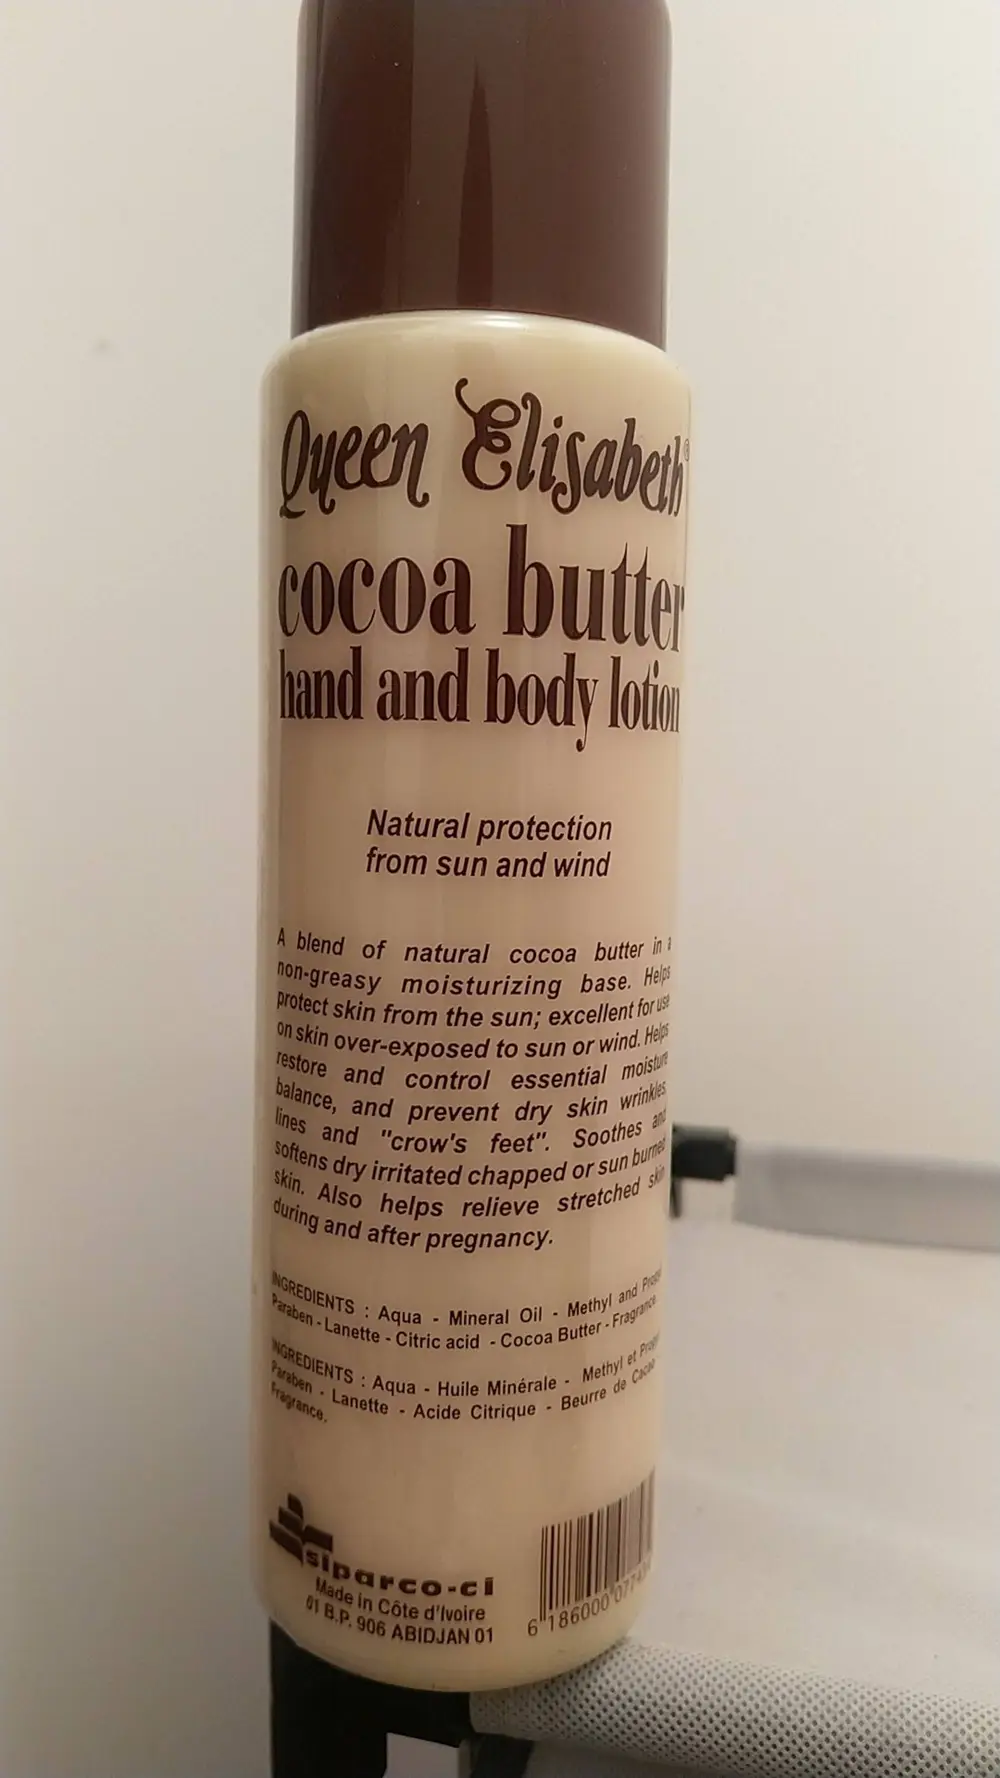 Queen Elisabeth®
cocoa butter
hand and body lotion
Natural protection
from sun and wind
A blend of natural cocoa butter in a
non-greasy moisturizing base. Helps
protect skin from the sun; excellent for use
on skin over-exposed to sun or wind. Helps
restore and control essential moisture
balance, and prevent dry skin wrinkles,
lines and "crow's feet". Soothes and
softens dry irritated chapped or sun burned
skin. Also helps relieve stretched skin
during and after pregnancy.
INGREDIENTS : Aqua - Mineral Oil - Methyl and
Paraben - Lanette - Citric acid - Cocoa Butter - Fragrance.
INGREDIENTS : Aqua - Huile Minérale - Methyl et
Paraben - Lanette - Acide Citrique - Beurre de Cacao -
Fragrance.
siparco-ci
Made in Côte d'Ivoire
01 B.P. 906 ABIDJAN 01
6 186000